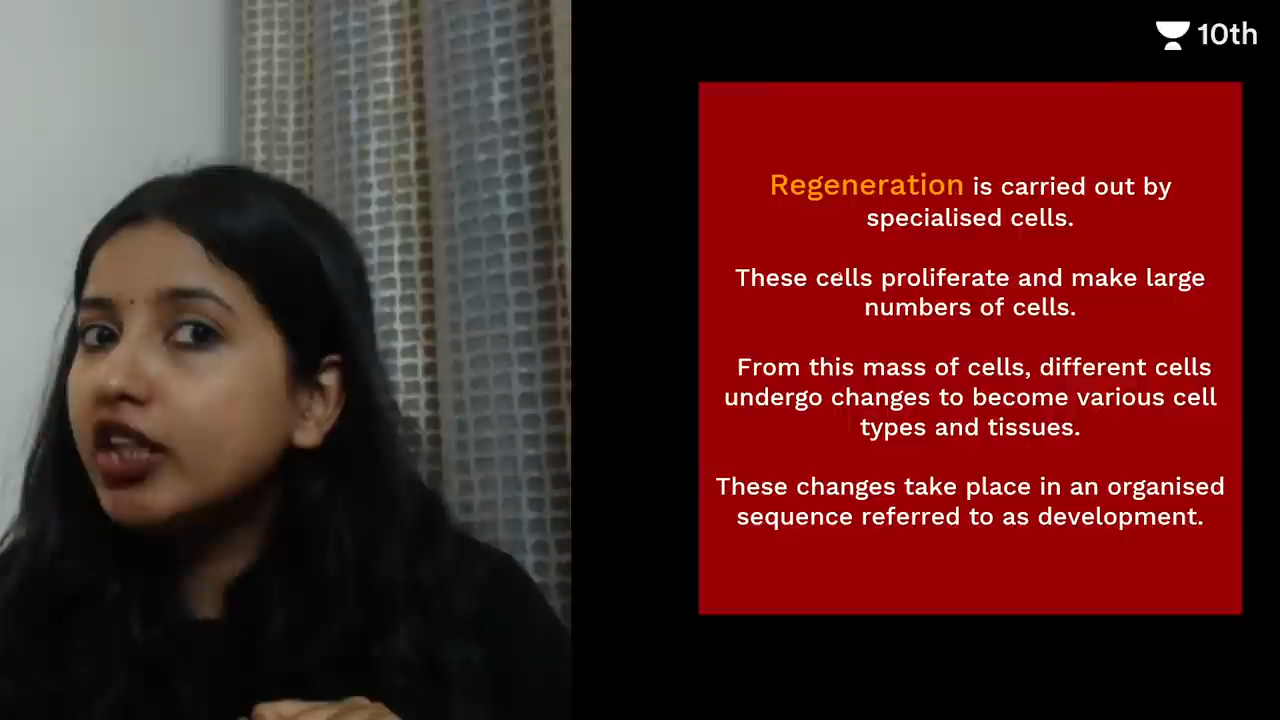 10th
Regeneration is carried out by
specialised cells.
These cells proliferate and make large
numbers of cells.
From this mass of cells, different cells
undergo changes to become various cell
types and tissues.
These changes take place in an organised
sequence referred to as development.